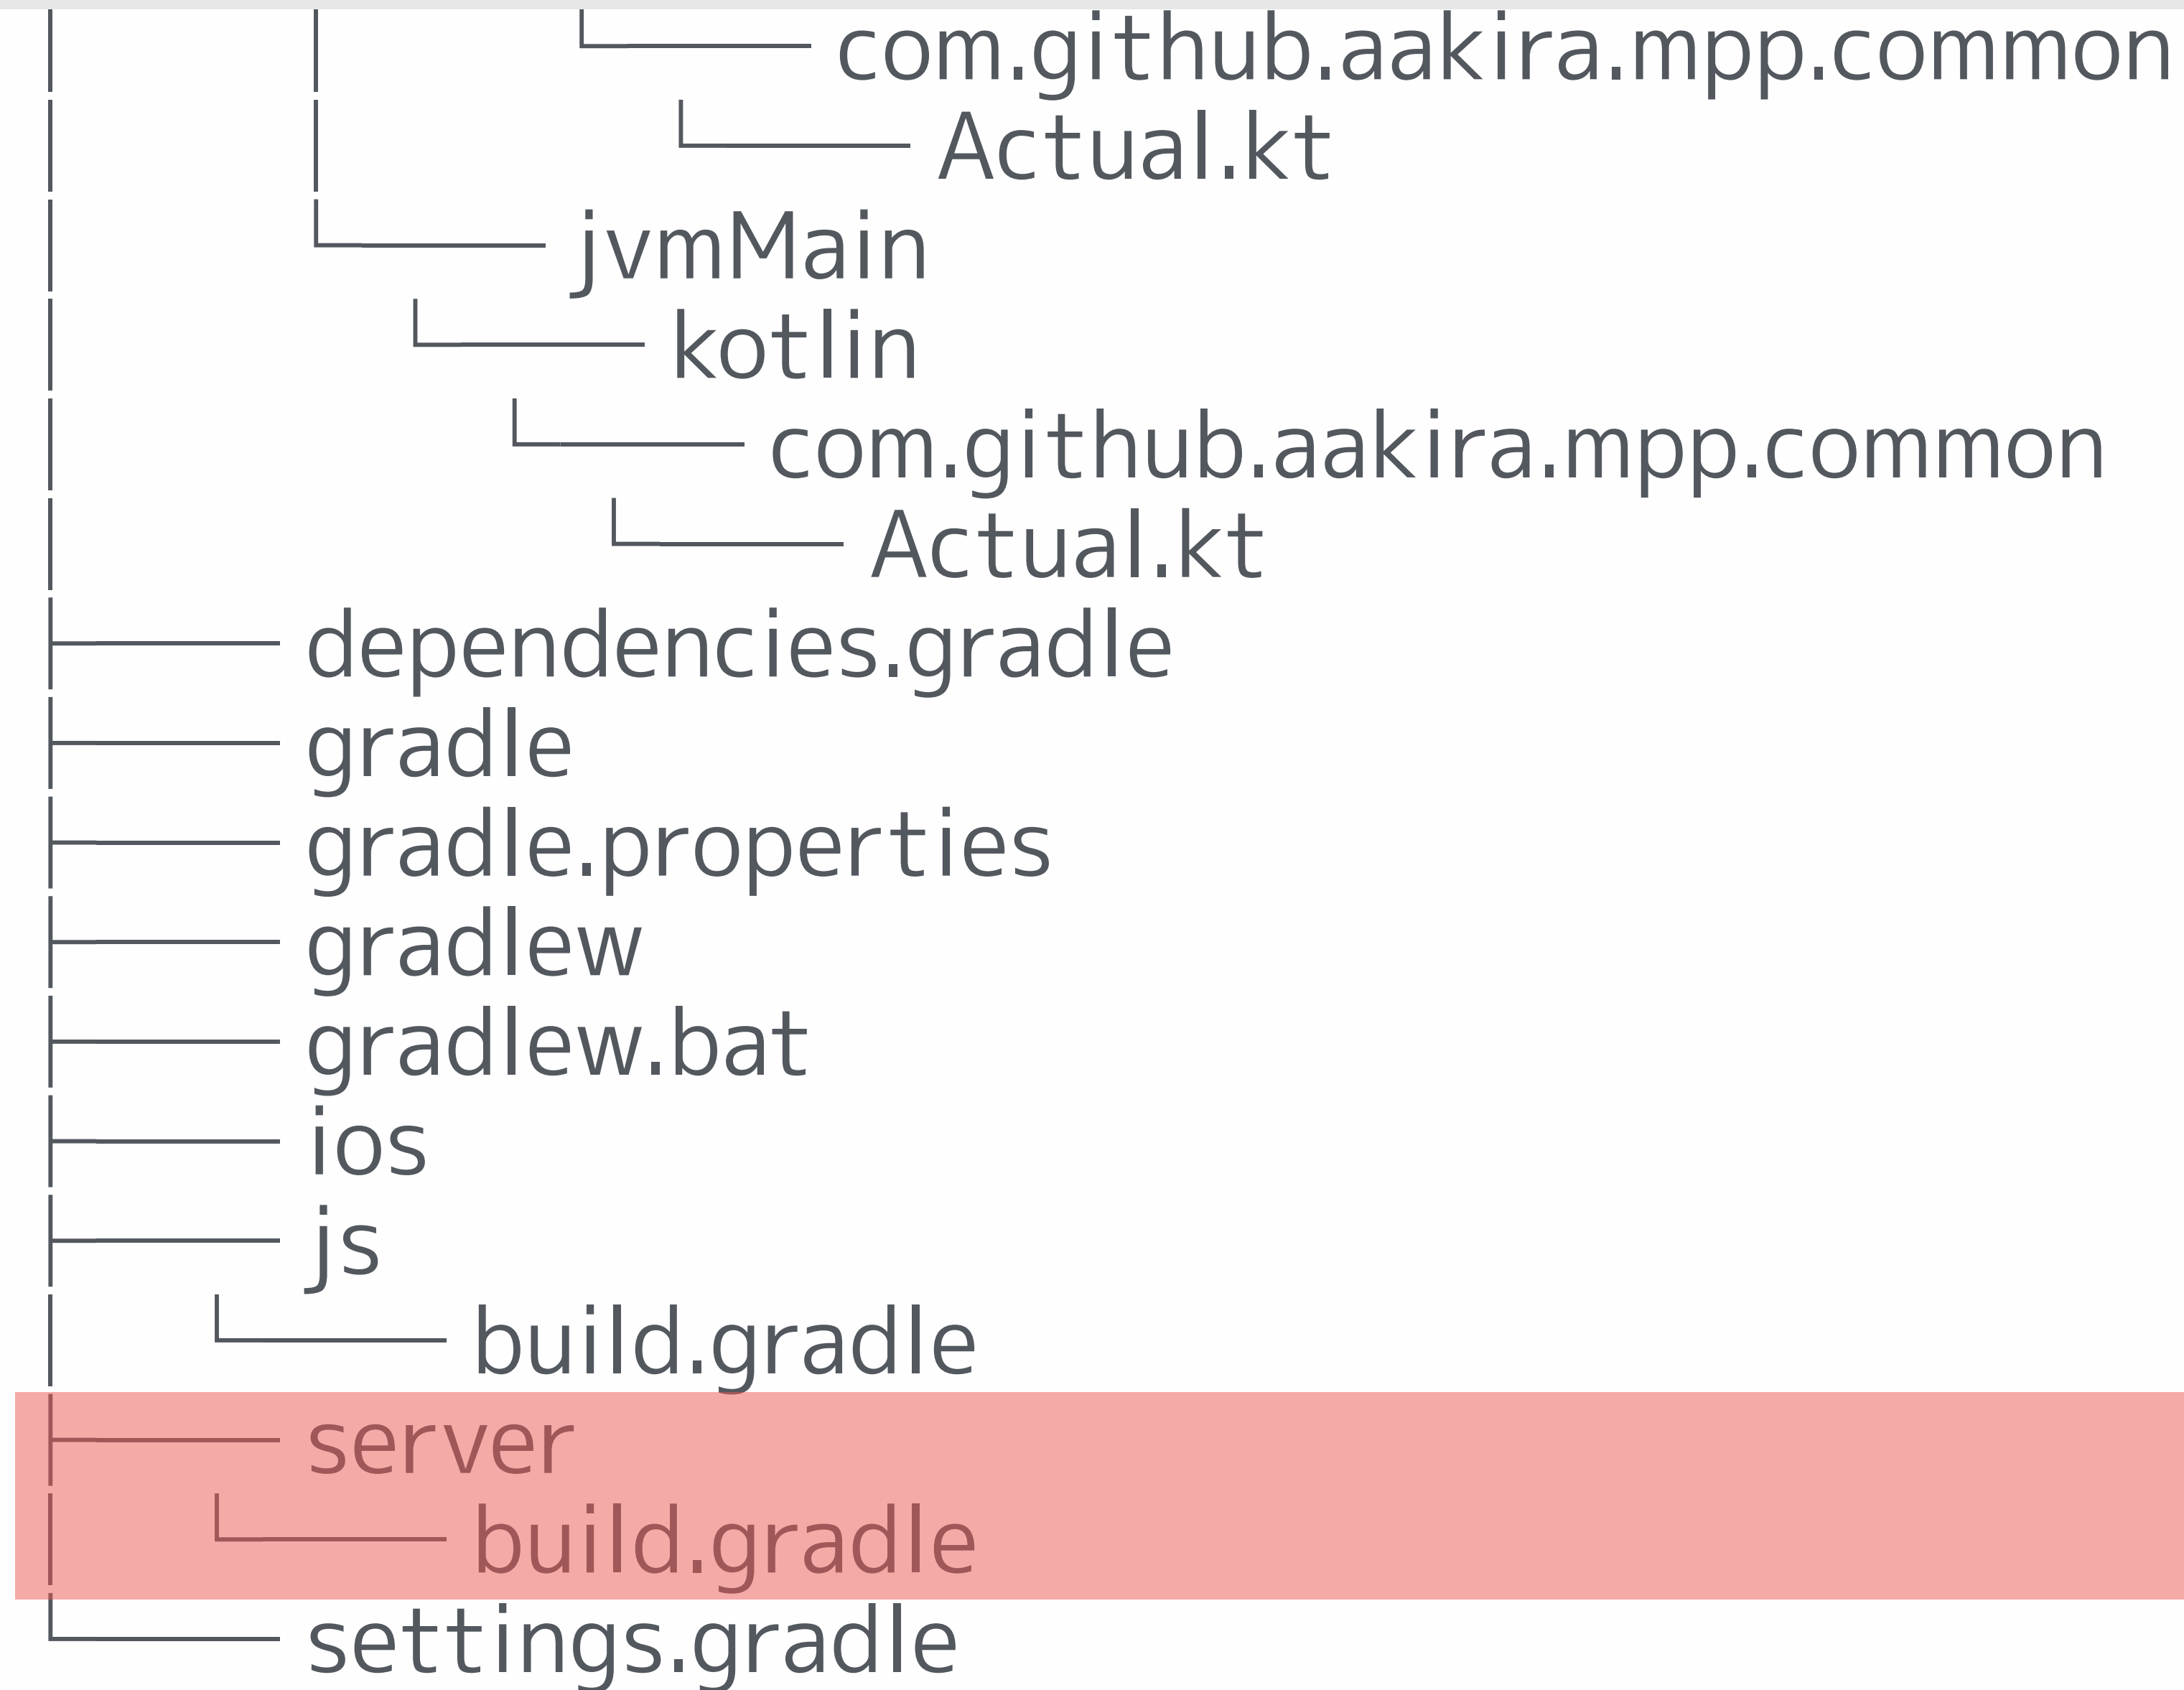 com.github.aakira.mpp.common
Actual.kt
jvmMain
kotlin
com.github.aakira.mpp.common
Actual.kt
dependencies.gradle
gradle
gradle.properties
gradlew
gradlew.bat
ios
js
build.gradle
server
build.gradle
settings.gradle